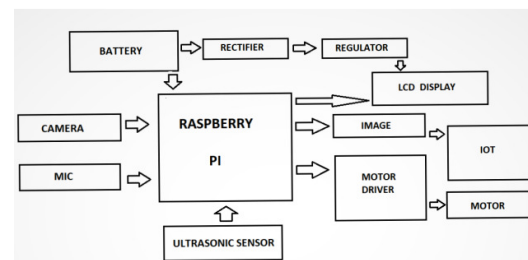 BATTERY
RECTIFIER
REGULATOR
LCD DISPLAY
CAMERA
RASPBERRY
PI
IMAGE
IOT
MIC
MOTOR
DRIVER
MOTOR
ULTRASONIC SENSOR